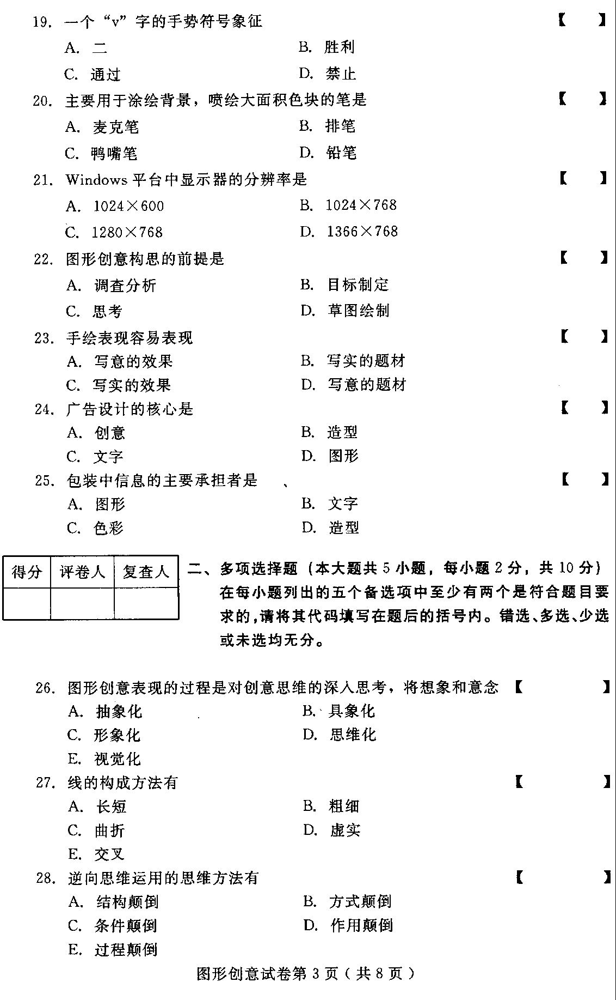 19. 一个“v”字的手势符号象征 【 】
A. 二 B. 胜利
C. 通过 D. 禁止
20. 主要用于涂绘背景，喷绘大面积色块的笔是 【 】
A. 麦克笔 B. 排笔
C. 鸭嘴笔 D. 铅笔
21. Windows 平台中显示器的分辨率是 【 】
A. 1024×600 B. 1024×768
C. 1280×768 D. 1366×768
22. 图形创意构思的前提是 【 】
A. 调查分析 B. 目标制定
C. 思考 D. 草图绘制
23. 手绘表现容易表现 【 】
A. 写意的效果 B. 写实的题材
C. 写实的效果 D. 写意的题材
24. 广告设计的核心是 【 】
A. 创意 B. 造型
C. 文字 D. 图形
25. 包装中信息的主要承担者是 【 】
A. 图形 B. 文字
C. 色彩 D. 造型
得分 评卷人 复查人
二、多项选择题（本大题共 5 小题，每小题 2 分，共 10 分）
在每小题列出的五个备选项中至少有两个是符合题目要
求的，请将其代码填写在题后的括号内。错选、多选、少选
或未选均无分。
26. 图形创意表现的过程是对创意思维的深入思考，将想象和意念 【 】
A. 抽象化 B. 具象化
C. 形象化 D. 思维化
E. 视觉化
27. 线的构成方法有 【 】
A. 长短 B. 粗细
C. 曲折 D. 虚实
E. 交叉
28. 逆向思维运用的思维方法有 【 】
A. 结构颠倒 B. 方式颠倒
C. 条件颠倒 D. 作用颠倒
E. 过程颠倒
图形创意试卷第 3 页（共 8 页）